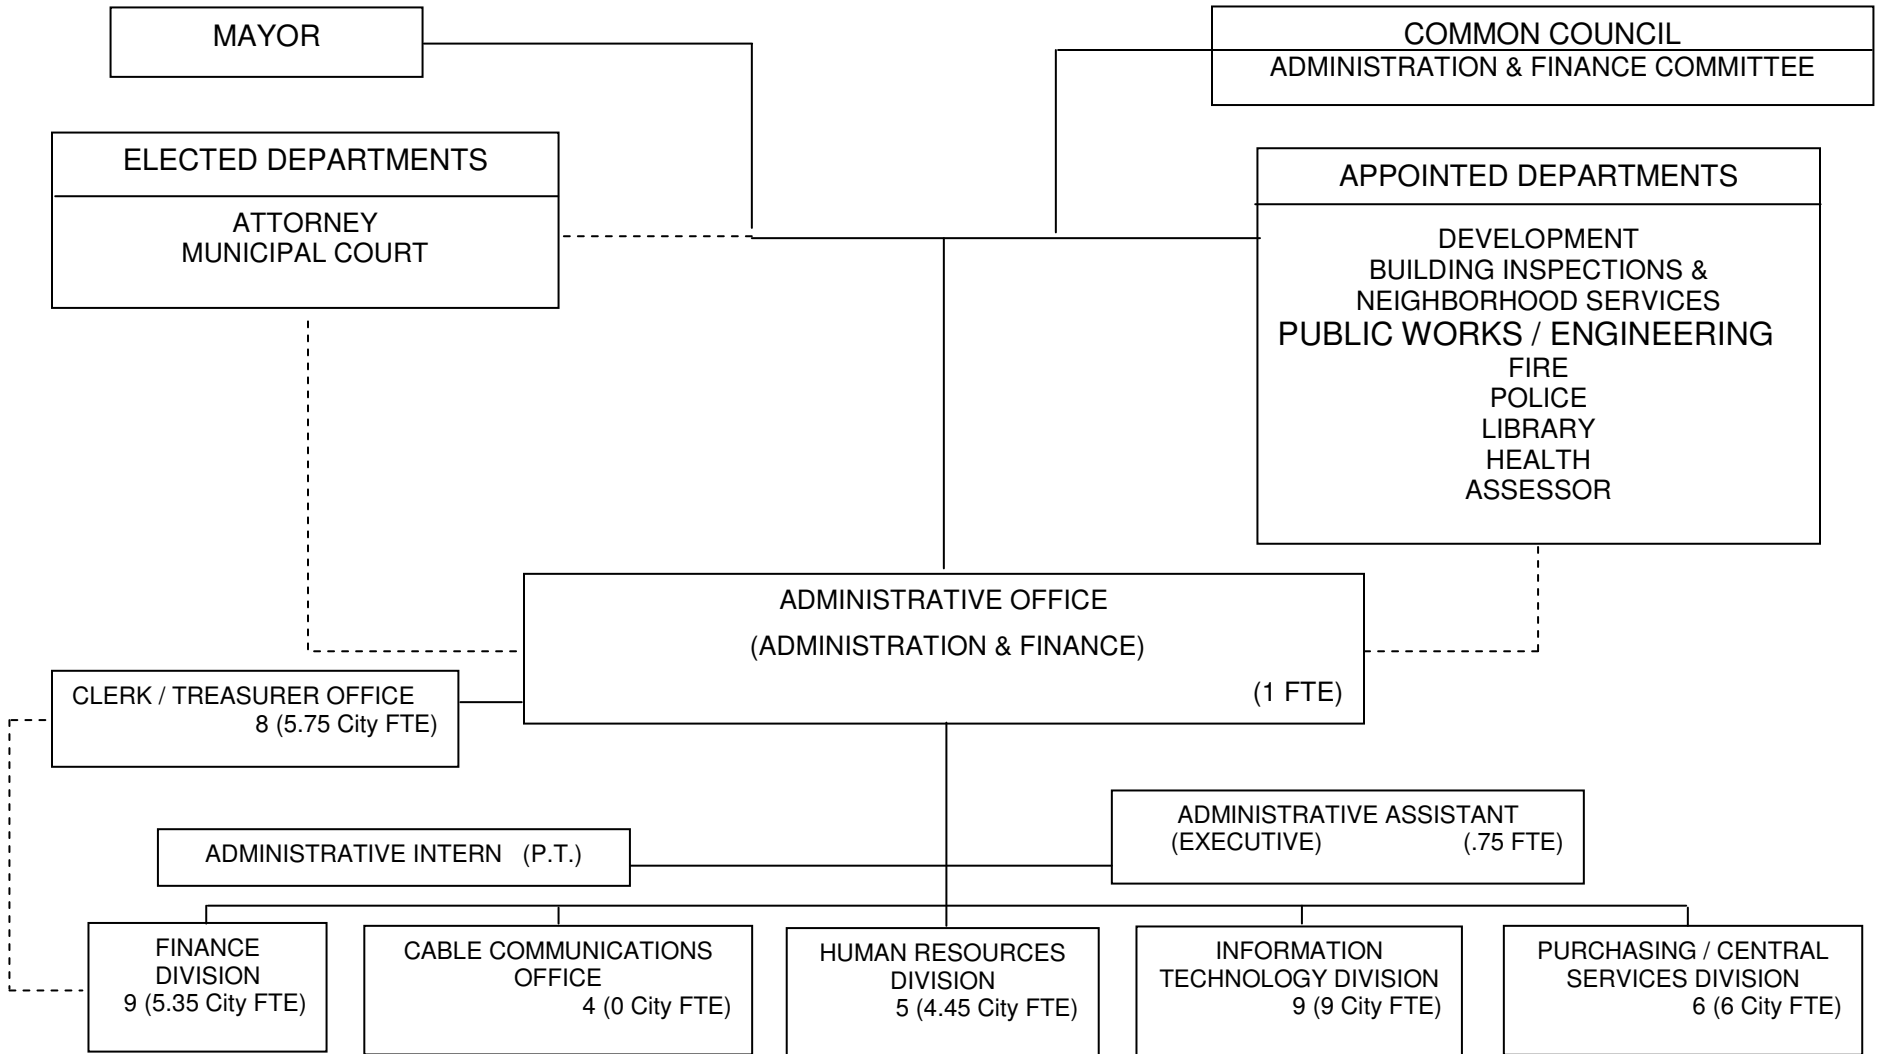 MAYOR
COMMON COUNCIL
ADMINISTRATION & FINANCE COMMITTEE
ELECTED DEPARTMENTS
ATTORNEY
MUNICIPAL COURT
APPOINTED DEPARTMENTS
DEVELOPMENT
BUILDING INSPECTIONS &
NEIGHBORHOOD SERVICES
PUBLIC WORKS / ENGINEERING
FIRE
POLICE
LIBRARY
HEALTH
ASSESSOR
ADMINISTRATIVE OFFICE
(ADMINISTRATION & FINANCE)
(1 FTE)
CLERK / TREASURER OFFICE
8 (5.75 City FTE)
ADMINISTRATIVE INTERN (P.T.)
ADMINISTRATIVE ASSISTANT
(EXECUTIVE) (.75 FTE)
FINANCE
DIVISION
9 (5.35 City FTE)
CABLE COMMUNICATIONS
OFFICE
4 (0 City FTE)
HUMAN RESOURCES
DIVISION
5 (4.45 City FTE)
INFORMATION
TECHNOLOGY DIVISION
9 (9 City FTE)
PURCHASING / CENTRAL
SERVICES DIVISION
6 (6 City FTE)